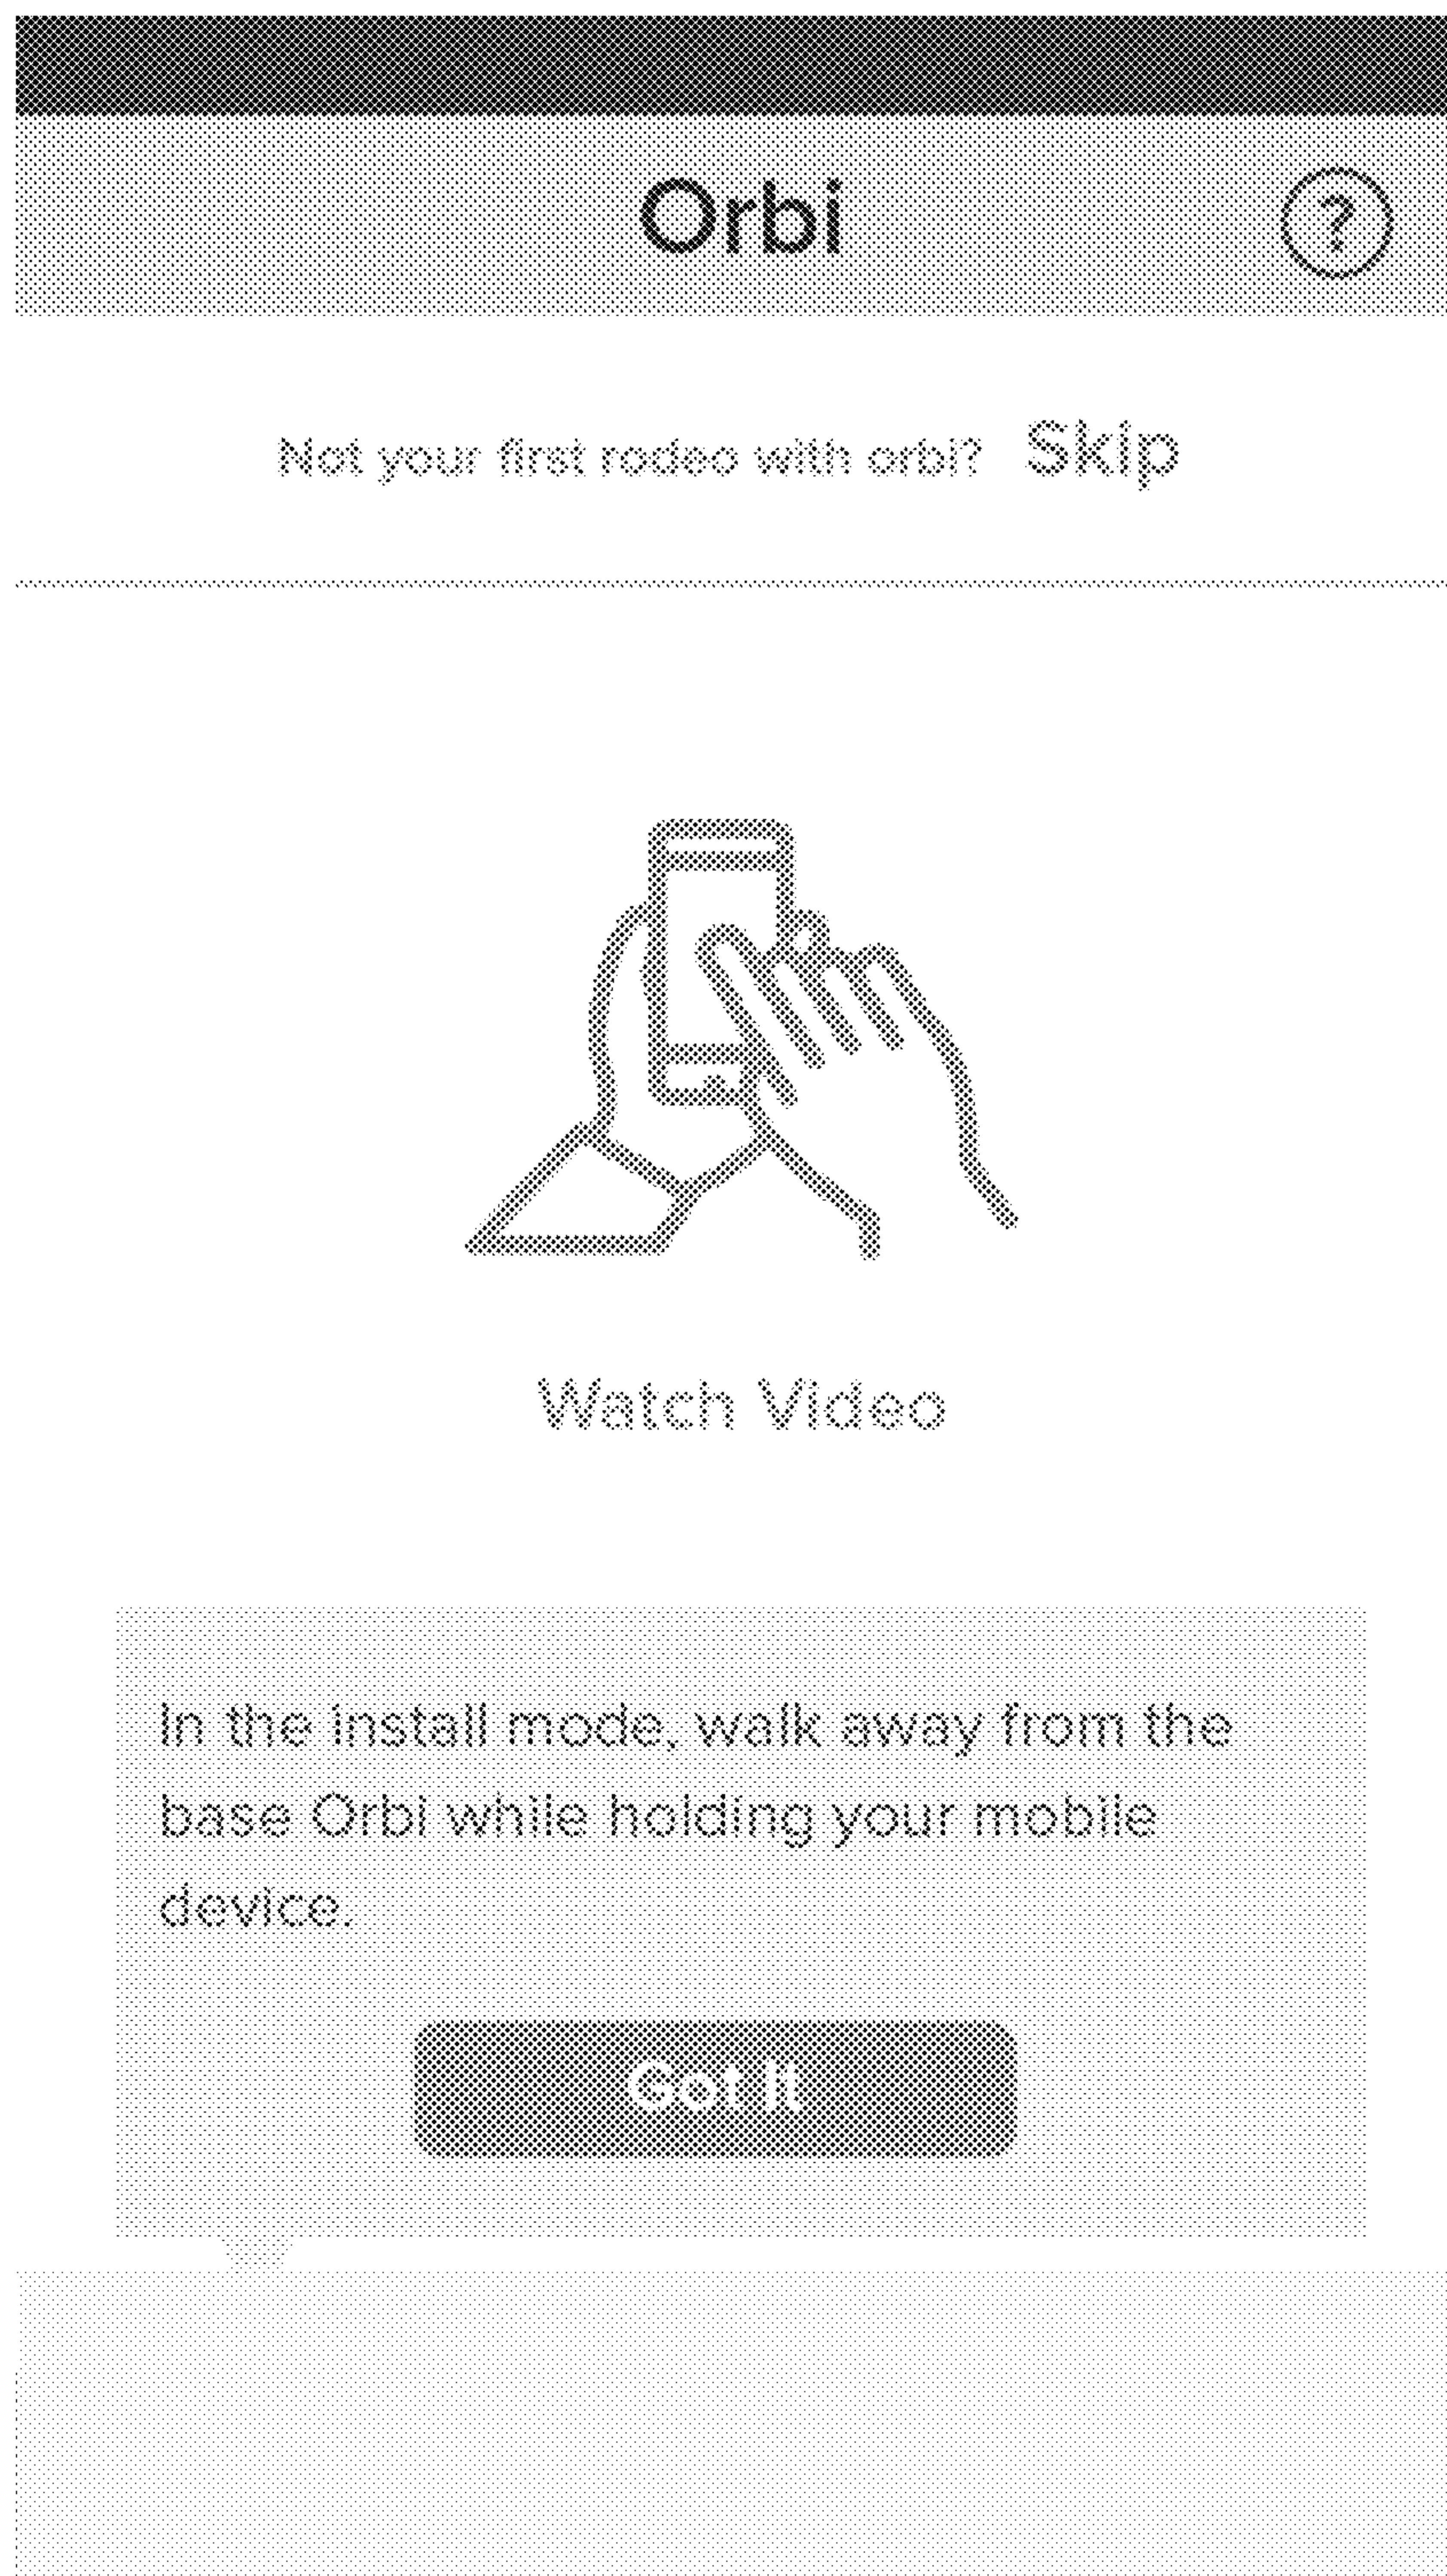 Orbi ?
Not your first rodeo with orbi? Skip
Watch Video
In the install mode, walk away from the
base Orbi while holding your mobile
device.
Got It